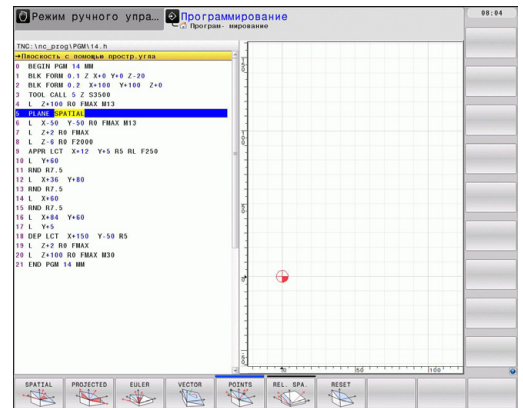 Режим ручного упра…
Программирование
Програм- мирование
08:04
TNC:\nc_prog\PGM\14.h
→Плоскость с помощью простр.угла
0 BEGIN PGM 14 MM
1 BLK FORM 0.1 Z X+0 Y+0 Z-20
2 BLK FORM 0.2 X+100 Y+100 Z+0
3 TOOL CALL 5 Z S3500
4 L Z+100 R0 FMAX M13
5 PLANE SPATIAL
6 L X-50 Y-50 R0 FMAX M13
7 L Z+2 R0 FMAX
8 L Z-6 R0 F2000
9 APPR LCT X+12 Y+5 R5 RL F250
10 L Y+60
11 RND R7.5
12 L X+36 Y+80
13 RND R7.5
14 L X+60
15 RND R7.5
16 L X+84 Y+60
17 L Y+5
18 DEP LCT X+150 Y-50 R5
19 L Z+2 R0 FMAX
20 L Z+100 R0 FMAX M30
21 END PGM 14 MM
SPATIAL PROJECTED EULER VECTOR POINTS REL. SPA. RESET